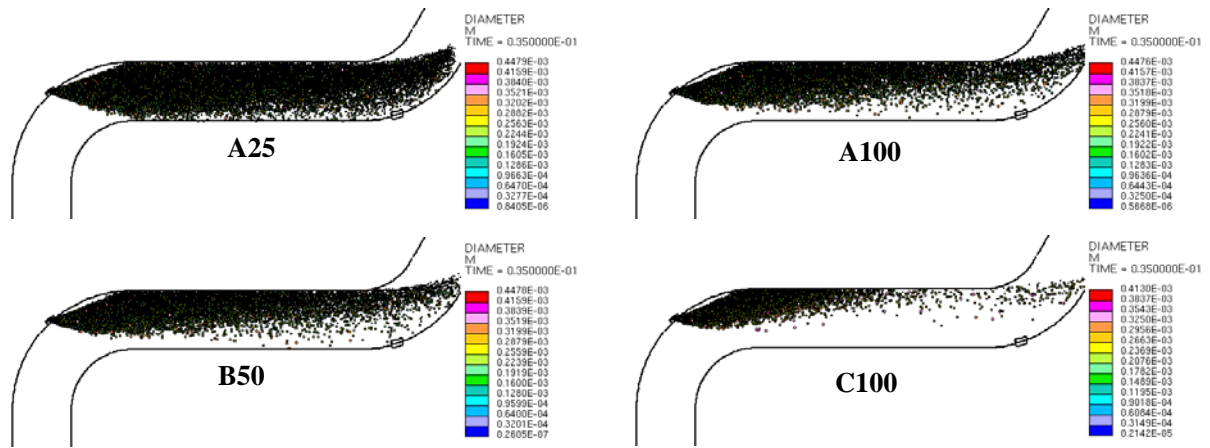 DIAMETER
M
TIME = 0.350000E-01
0.4479E-03
0.4159E-03
0.3840E-03
0.3521E-03
0.3202E-03
0.2882E-03
0.2563E-03
0.2244E-03
0.1924E-03
0.1605E-03
0.1286E-03
0.9663E-04
0.6470E-04
0.3277E-04
0.8405E-06
A25
DIAMETER
M
TIME = 0.350000E-01
0.4476E-03
0.4157E-03
0.3837E-03
0.3518E-03
0.3199E-03
0.2879E-03
0.2560E-03
0.2241E-03
0.1922E-03
0.1602E-03
0.1283E-03
0.9636E-04
0.6443E-04
0.3250E-04
0.5668E-06
A100
DIAMETER
M
TIME = 0.350000E-01
0.4478E-03
0.4159E-03
0.3839E-03
0.3519E-03
0.3199E-03
0.2879E-03
0.2559E-03
0.2239E-03
0.1919E-03
0.1600E-03
0.1280E-03
0.9599E-04
0.6400E-04
0.3201E-04
0.2605E-07
B50
DIAMETER
M
TIME = 0.350000E-01
0.4130E-03
0.3837E-03
0.3543E-03
0.3250E-03
0.2956E-03
0.2663E-03
0.2369E-03
0.2076E-03
0.1782E-03
0.1489E-03
0.1195E-03
0.9018E-04
0.6084E-04
0.3149E-04
0.2142E-05
C100